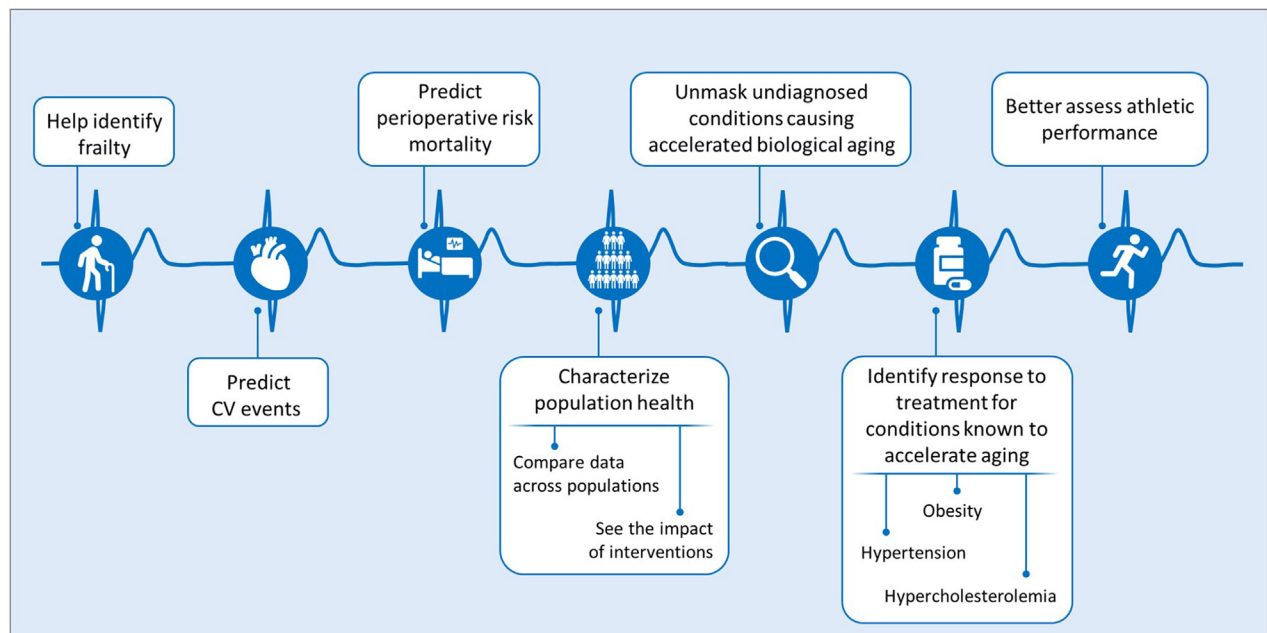 Help identify
frailty
Predict
CV events
Predict
perioperative risk
mortality
Characterize
population health
Compare data
across populations
See the impact
of interventions
Unmask undiagnosed
conditions causing
accelerated biological aging
Identify response to
treatment for
conditions known to
accelerate aging
Obesity
Hypertension
Hypercholesterolemia
Better assess athletic
performance